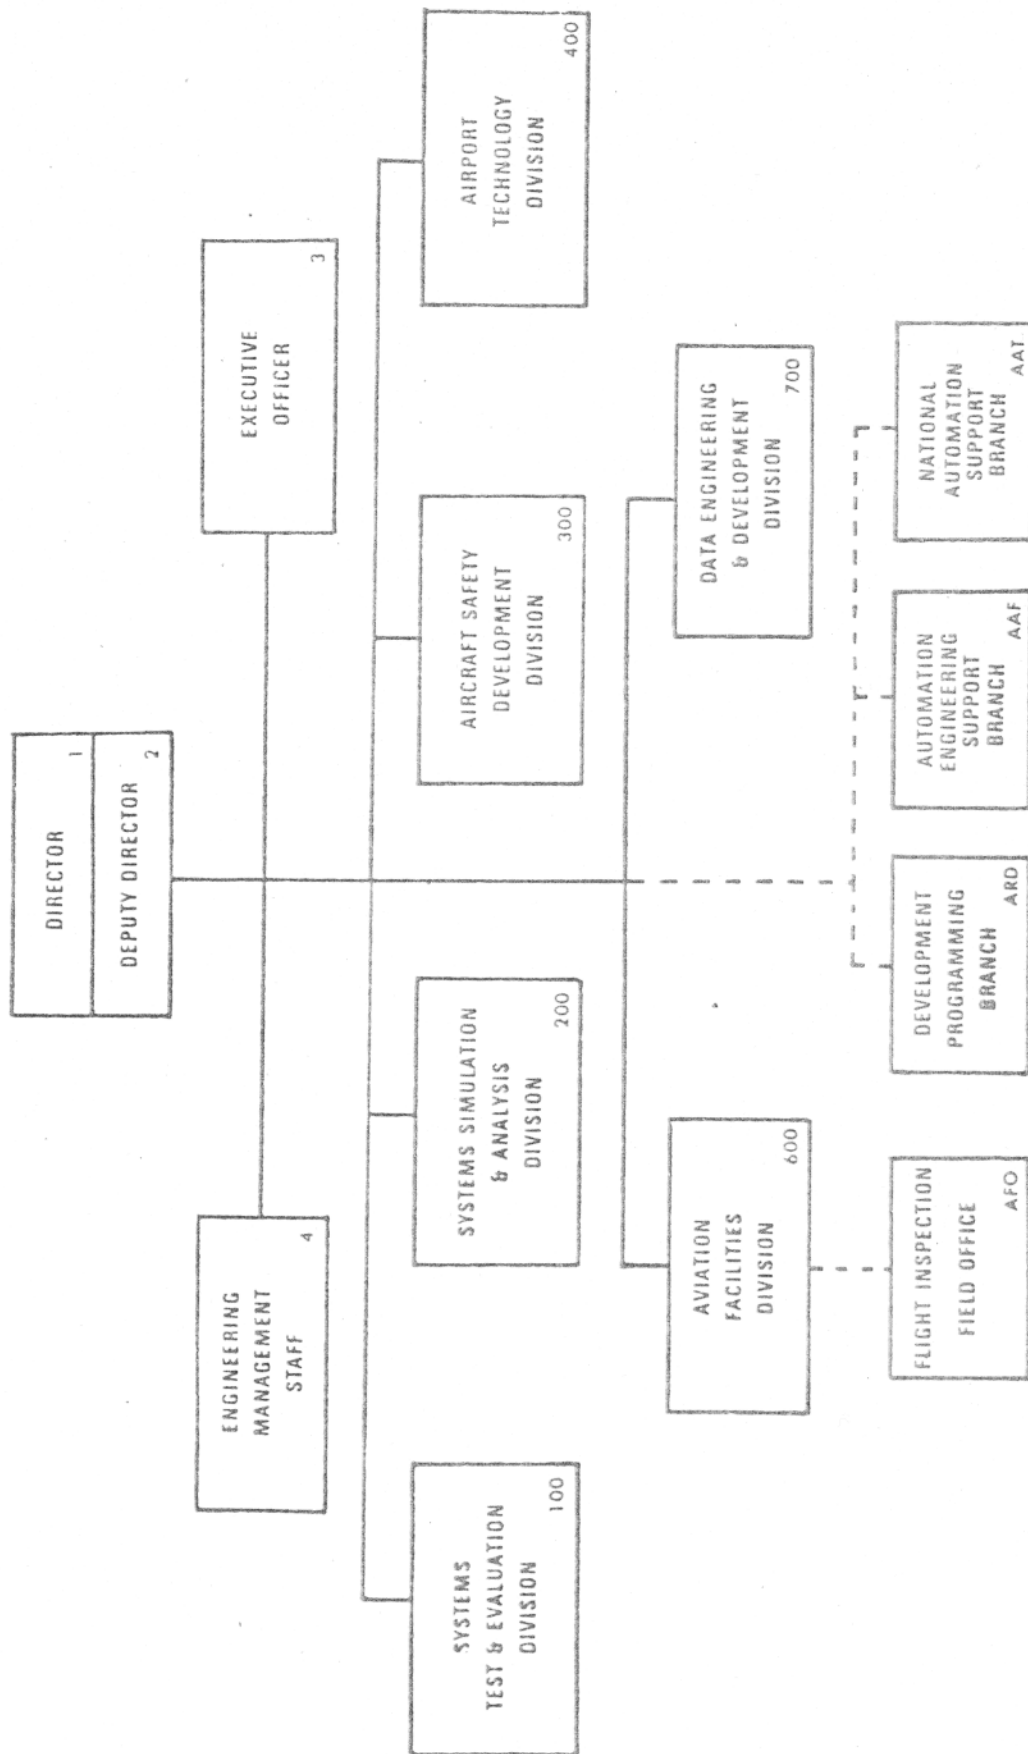 DIRECTOR
1
DEPUTY DIRECTOR
2
ENGINEERING
MANAGEMENT
STAFF
4
EXECUTIVE
OFFICER
3
SYSTEMS
TEST & EVALUATION
DIVISION
100
SYSTEMS SIMULATION
& ANALYSIS
DIVISION
200
AIRCRAFT SAFETY
DEVELOPMENT
DIVISION
300
AIRPORT
TECHNOLOGY
DIVISION
400
AVIATION
FACILITIES
DIVISION
600
DATA ENGINEERING
& DEVELOPMENT
DIVISION
700
FLIGHT INSPECTION
FIELD OFFICE
AFO
DEVELOPMENT
PROGRAMMING
BRANCH
ARD
AUTOMATION
ENGINEERING
SUPPORT
BRANCH
AAF
NATIONAL
AUTOMATION
SUPPORT
BRANCH
AAT